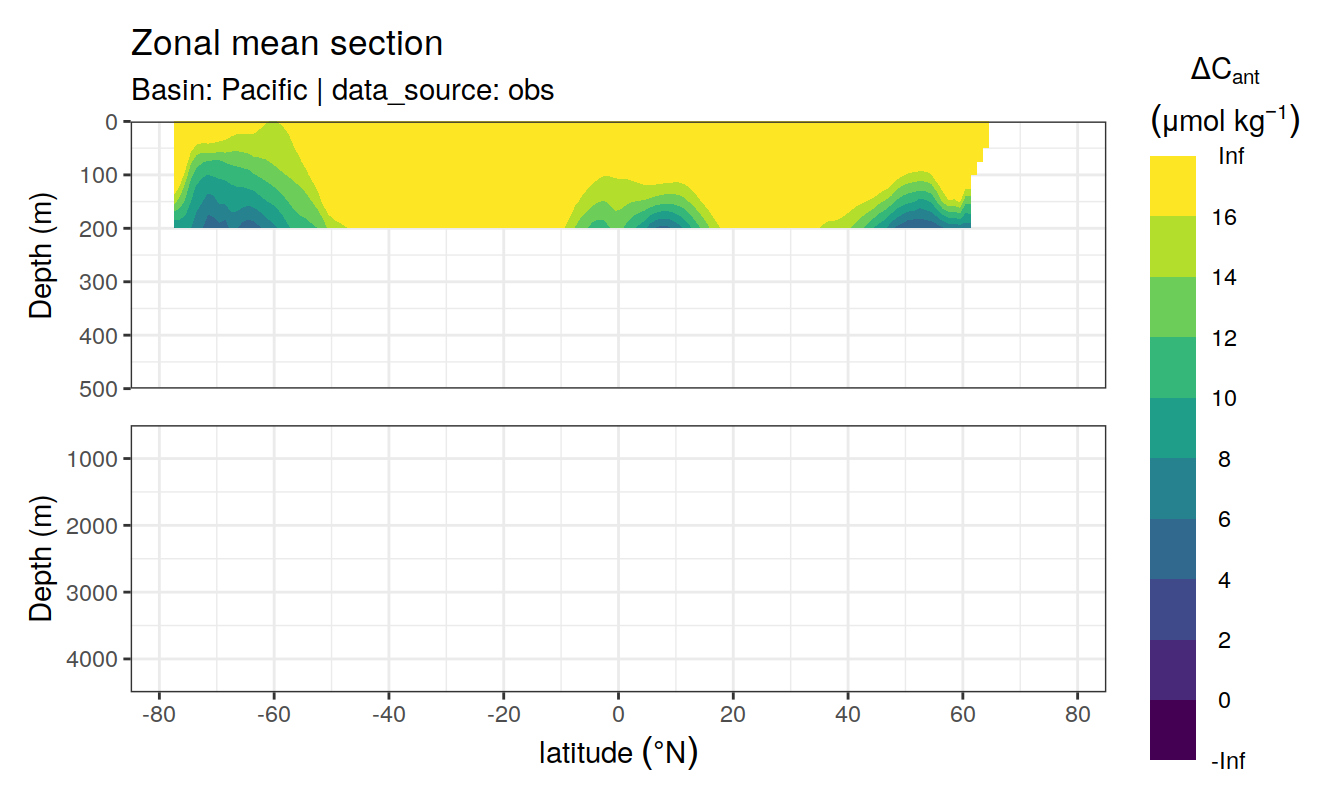 Zonal mean section
Basin: Pacific | data_source: obs
ΔCant
(μmol kg⁻¹)
Depth (m)
0
100
200
300
400
500
Depth (m)
1000
2000
3000
4000
-80 -60 -40 -20 0 20 40 60 80
latitude (°N)
Inf
16
14
12
10
8
6
4
2
0
-Inf